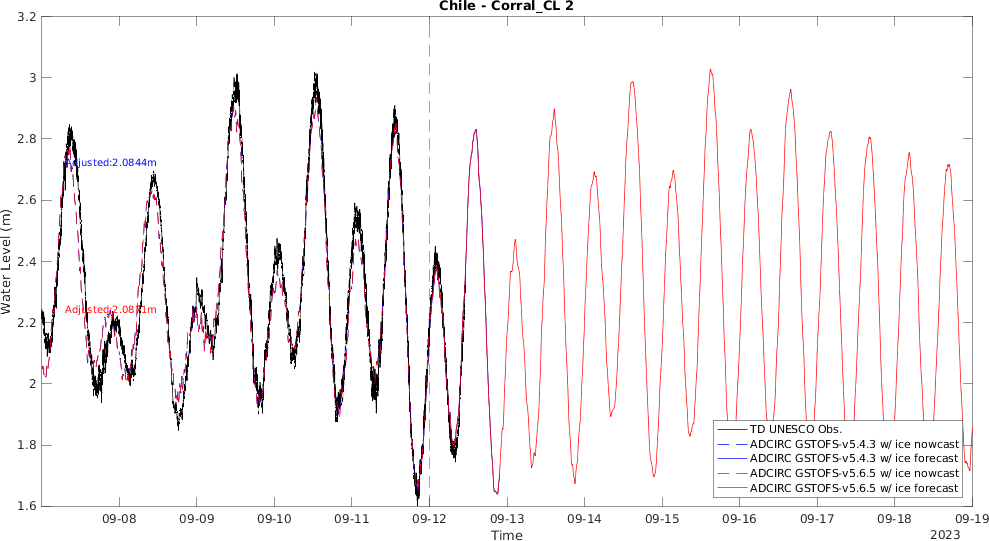 Chile - Corral_CL 2
3.2
3
2.8
2.6
2.4
2.2
2
1.8
1.6
Water Level (m)
Adjusted:2.0844m
Adjusted:2.0871m
TD UNESCO Obs.
ADCIRC GSTOFS-v5.4.3 w/ ice nowcast
ADCIRC GSTOFS-v5.4.3 w/ ice forecast
ADCIRC GSTOFS-v5.6.5 w/ ice nowcast
ADCIRC GSTOFS-v5.6.5 w/ ice forecast
09-08 09-09 09-10 09-11 09-12 09-13 09-14 09-15 09-16 09-17 09-18 09-19
Time
2023